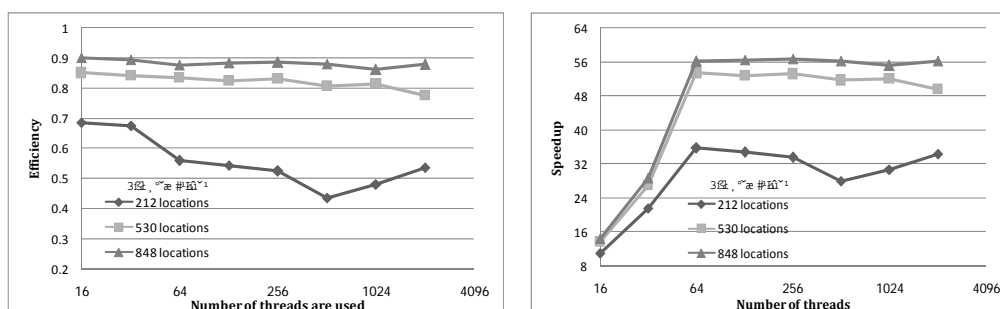 1
0.9
0.8
0.7
0.6
0.5
0.4
0.3
0.2
Efficiency
212 locations
530 locations
848 locations
16 64 256 1024 4096
Number of threads are used
64
56
48
40
32
24
16
8
Speedup
212 locations
530 locations
848 locations
16 64 256 1024 4096
Number of threads